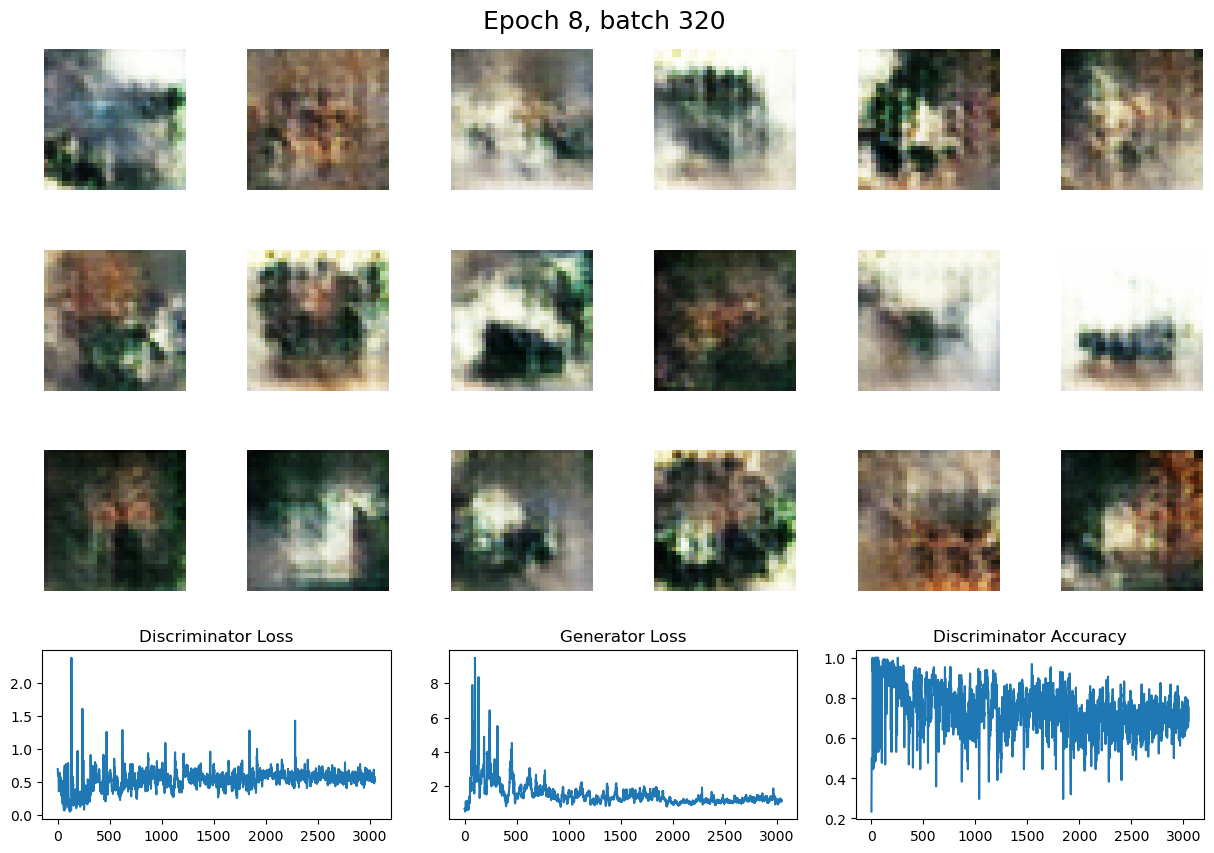 Epoch 8, batch 320
Discriminator Loss
Generator Loss
Discriminator Accuracy
2.0
1.5
1.0
0.5
0.0
0 500 1000 1500 2000 2500 3000
8
6
4
2
0 500 1000 1500 2000 2500 3000
1.0
0.8
0.6
0.4
0.2
0 500 1000 1500 2000 2500 3000